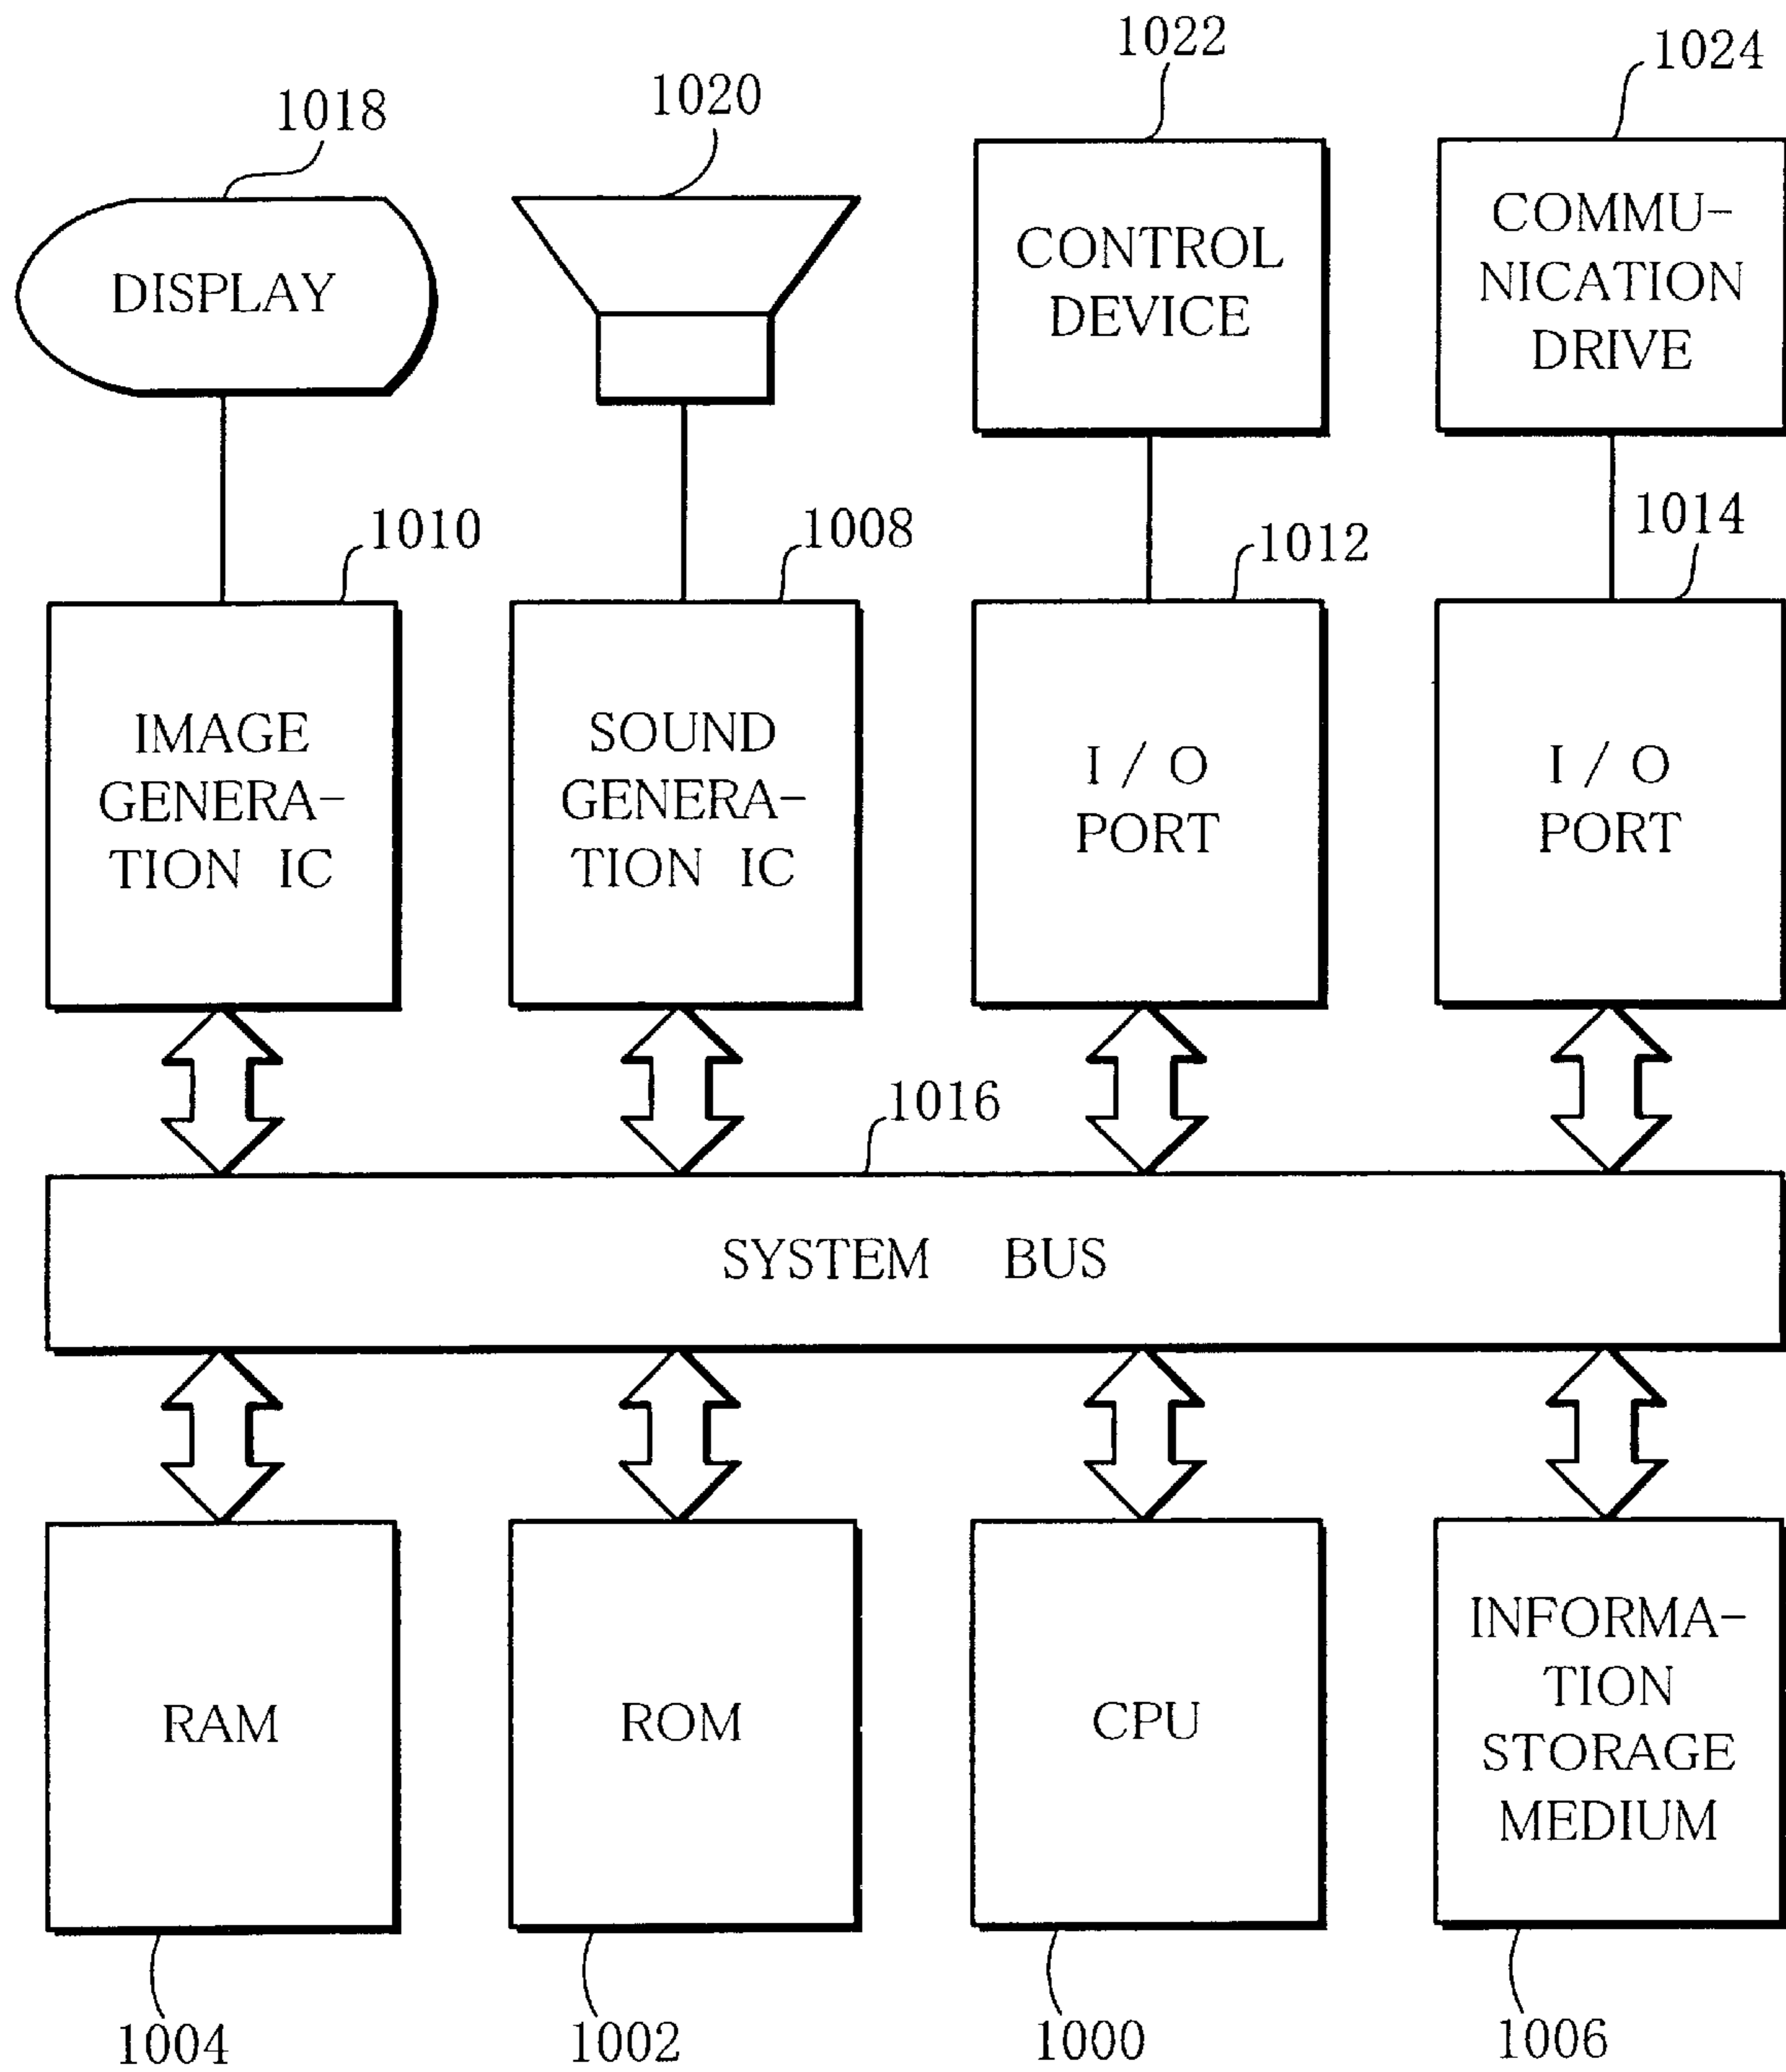 1022
1024
1018
1020
DISPLAY
CONTROL
DEVICE
COMMU-
NICATION
DRIVE
1010
1008
1012
1014
IMAGE
GENERA-
TION IC
SOUND
GENERA-
TION IC
I / O
PORT
I / O
PORT
1016
SYSTEM BUS
RAM
ROM
CPU
INFORMA-
TION
STORAGE
MEDIUM
1004
1002
1000
1006